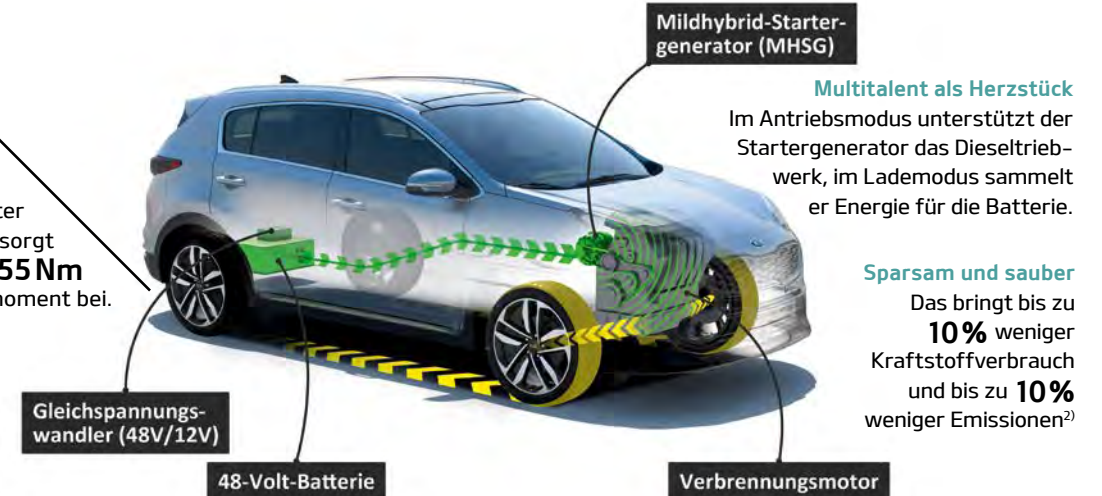 Mildhybrid-Starter-
generator (MHSG)
Multitalent als Herzstück
Im Antriebsmodus unterstützt der
Startergenerator das Dieseltrieb-
werk, im Lademodus sammelt
er Energie für die Batterie.
sorgt
55 Nm
bei.
Sparsam und sauber
Das bringt bis zu
10% weniger
Kraftstoffverbrauch
und bis zu 10%
weniger Emissionen²⁾
Gleichspannungs-
wandler (48V/12V)
48-Volt-Batterie
Verbrennungsmotor